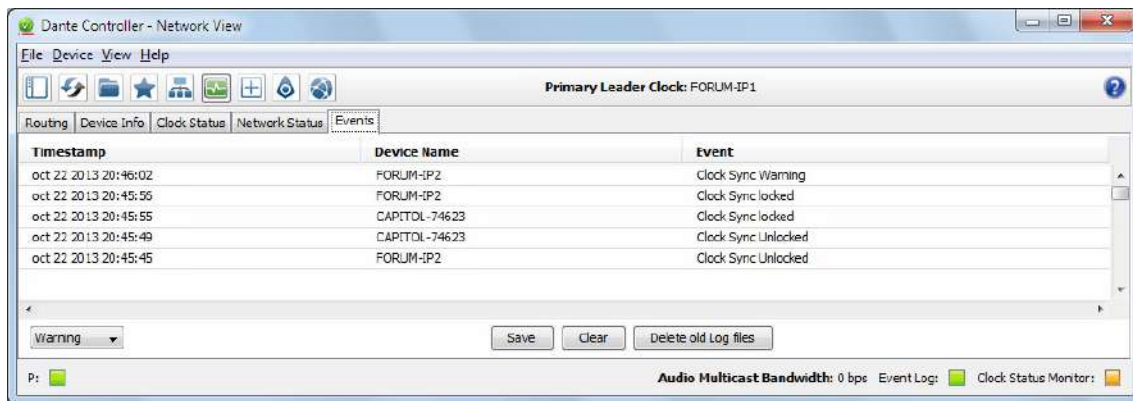 Dante Controller - Network View
File Device View Help
Primary Leader Clock: FORUM-IP1
Routing Device Info Clock Status Network Status Events
Timestamp Device Name Event
oct 22 2013 20:46:02 FORUM-IP2 Clock Sync Warning
oct 22 2013 20:45:56 FORUM-IP2 Clock Sync locked
oct 22 2013 20:45:55 CAPITOL-74623 Clock Sync locked
oct 22 2013 20:45:49 CAPITOL-74623 Clock Sync Unlocked
oct 22 2013 20:45:45 FORUM-IP2 Clock Sync Unlocked
Warning Save Clear Delete old Log files
P: Audio Multicast Bandwidth: 0 bps Event Log: Clock Status Monitor: